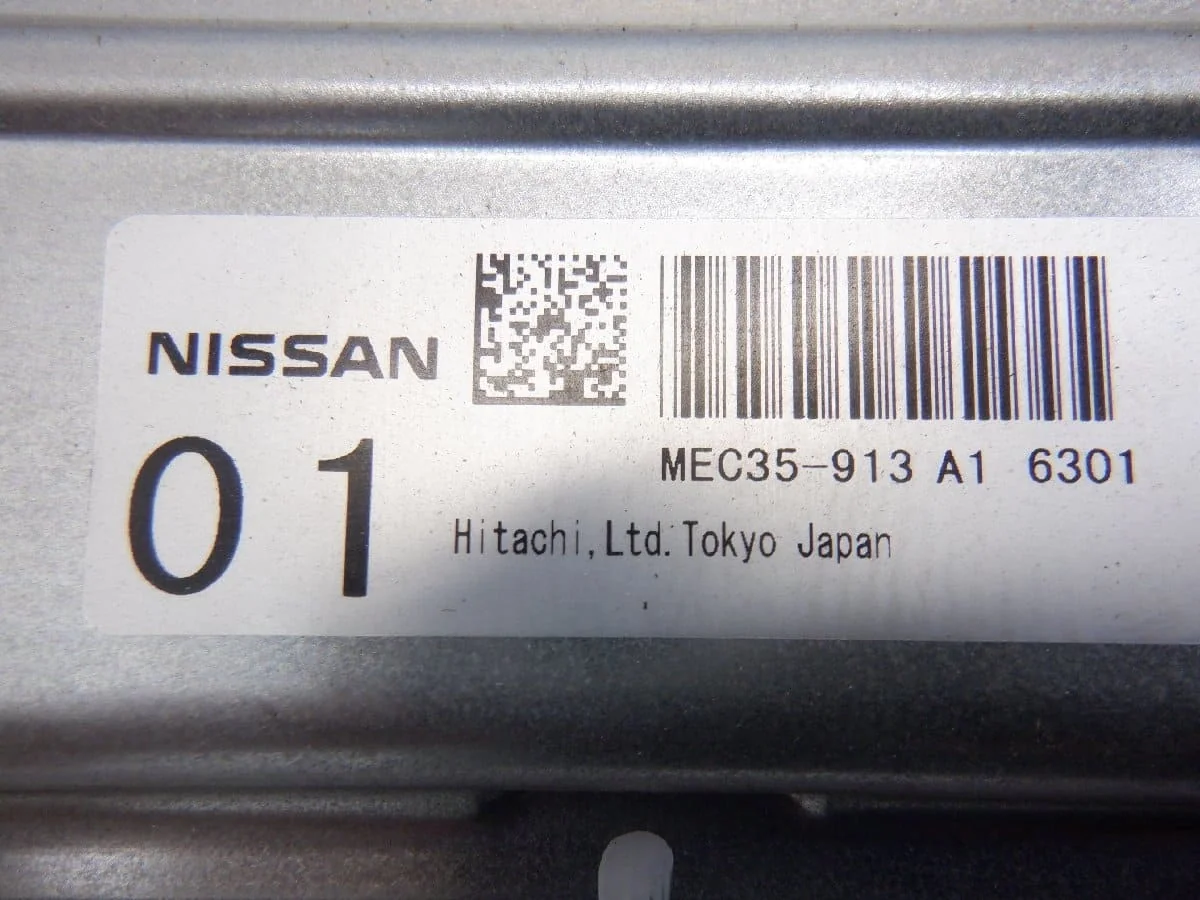 NISSAN
01
MEC35-913 A1 6301
Hitachi,Ltd.Tokyo Japan